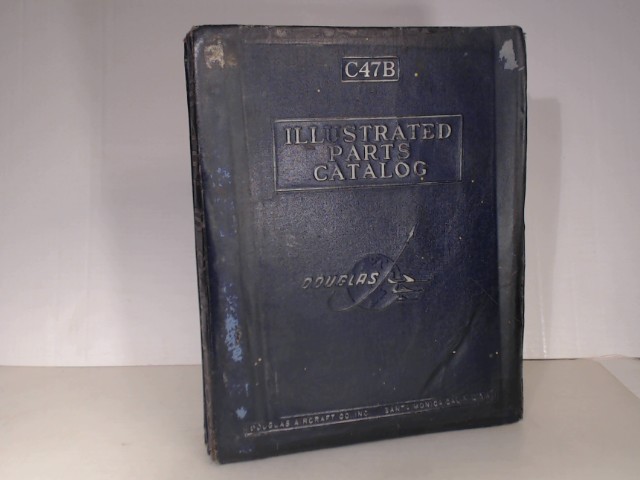 C47B
ILLUSTRATED
PARTS
CATALOG
DOUGLAS
DOUGLAS AIRCRAFT CO. INC. SANTA MONICA CALIF. U.S.A.